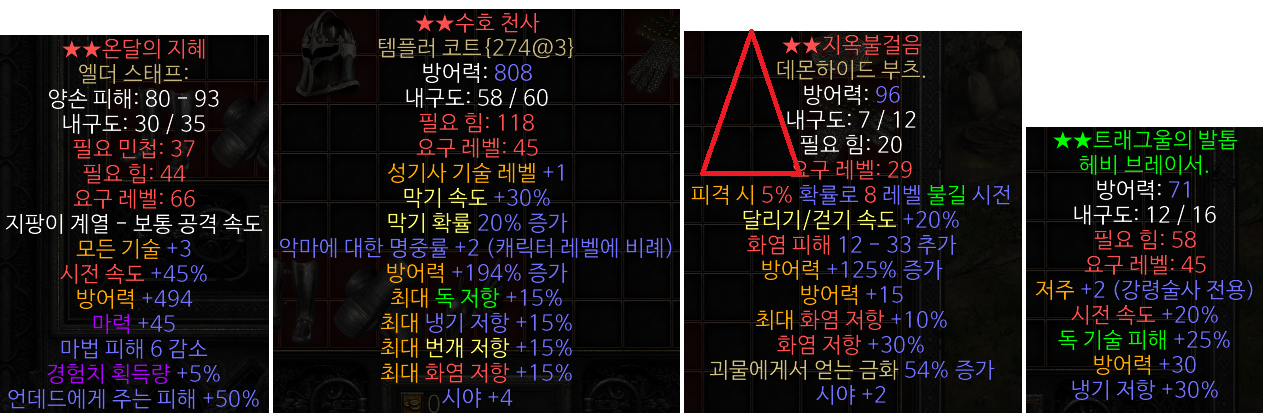 ★★온달의 지혜
엘더 스태프:
양손 피해: 80 - 93
내구도: 30 / 35
필요 민첩: 37
필요 힘: 44
요구 레벨: 66
지팡이 계열 - 보통 공격 속도
모든 기술 +3
시전 속도 +45%
방어력 +494
마력 +45
마법 피해 6 감소
경험치 획득량 +5%
언데드에게 주는 피해 +50%
★★수호 천사
템플러 코트{274@3}
방어력: 808
내구도: 58 / 60
필요 힘: 118
요구 레벨: 45
성기사 기술 레벨 +1
막기 속도 +30%
막기 확률 20% 증가
악마에 대한 명중률 +2 (캐릭터 레벨에 비례)
방어력 +194% 증가
최대 독 저항 +15%
최대 냉기 저항 +15%
최대 번개 저항 +15%
최대 화염 저항 +15%
시야 +4
0
★★지옥불걸음
데몬하이드 부츠.
방어력: 96
내구도: 7 / 12
필요 힘: 20
요구 레벨: 29
피격 시 5% 확률로 8 레벨 불길 시전
달리기/걷기 속도 +20%
화염 피해 12 - 33 추가
방어력 +125% 증가
방어력 +15
최대 화염 저항 +10%
화염 저항 +30%
괴물에게서 얻는 금화 54% 증가
시야 +2
★★트래그울의 발톱
헤비 브레이서.
방어력: 71
내구도: 12 / 16
필요 힘: 58
요구 레벨: 45
저주 +2 (강령술사 전용)
시전 속도 +20%
독 기술 피해 +25%
방어력 +30
냉기 저항 +30%